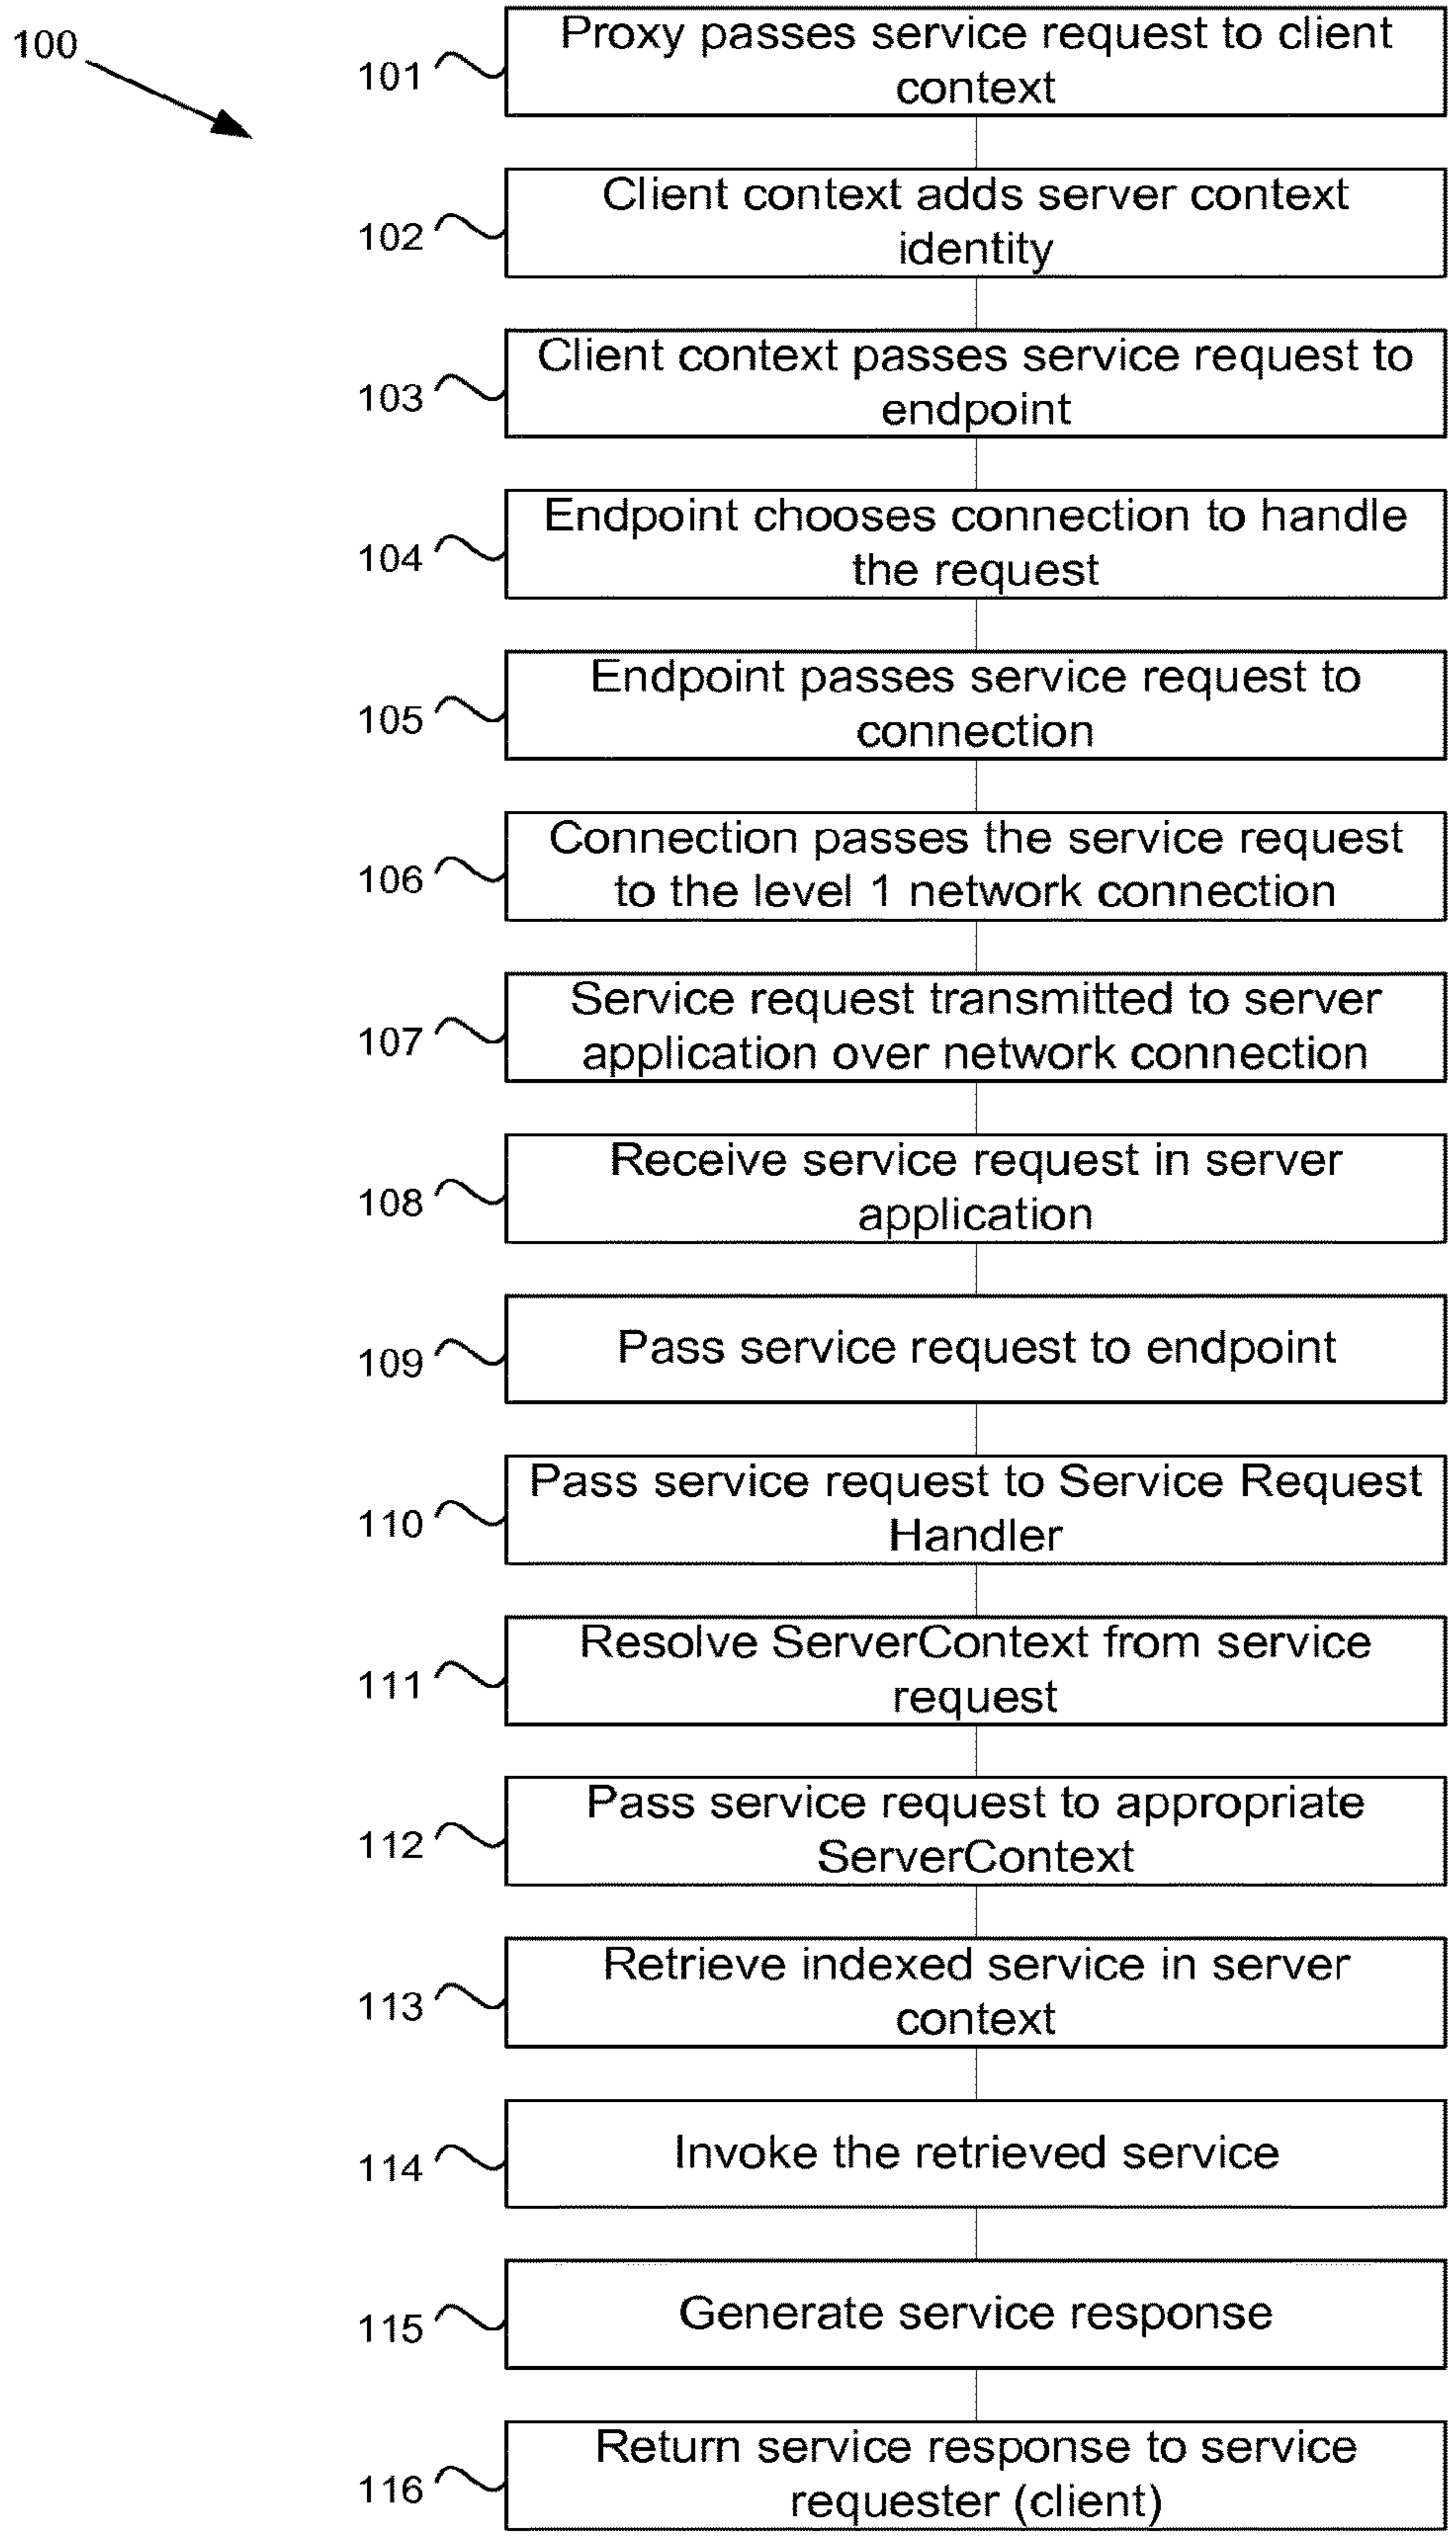 100
101
Proxy passes service request to client
context
102
Client context adds server context
identity
103
Client context passes service request to
endpoint
104
Endpoint chooses connection to handle
the request
105
Endpoint passes service request to
connection
106
Connection passes the service request
to the level 1 network connection
107
Service request transmitted to server
application over network connection
108
Receive service request in server
application
109
Pass service request to endpoint
110
Pass service request to Service Request
Handler
111
Resolve ServerContext from service
request
112
Pass service request to appropriate
ServerContext
113
Retrieve indexed service in server
context
114
Invoke the retrieved service
115
Generate service response
116
Return service response to service
requester (client)